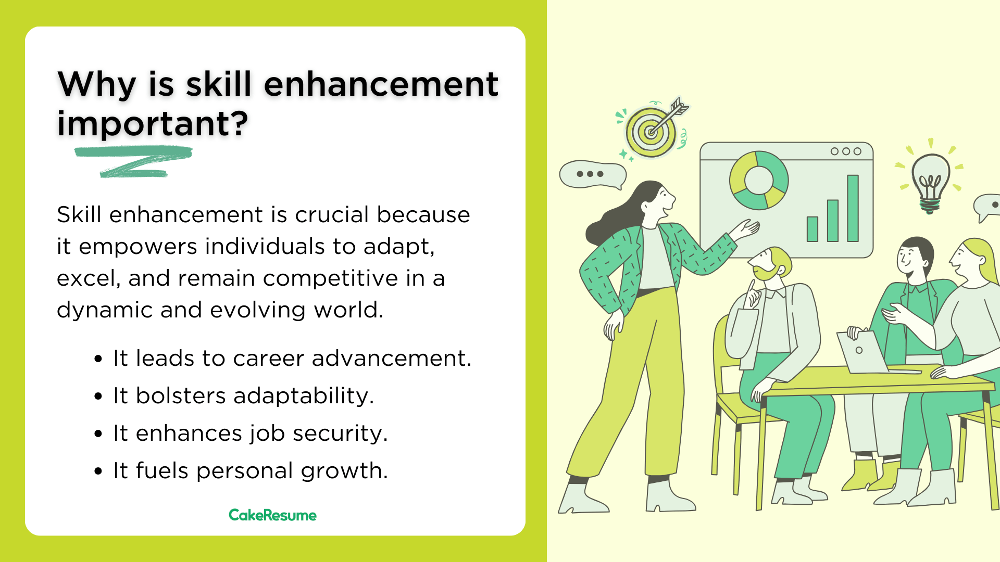 Why is skill enhancement
important?
Skill enhancement is crucial because
it empowers individuals to adapt,
excel, and remain competitive in a
dynamic and evolving world.
• It leads to career advancement.
• It bolsters adaptability.
• It enhances job security.
• It fuels personal growth.
CakeResume